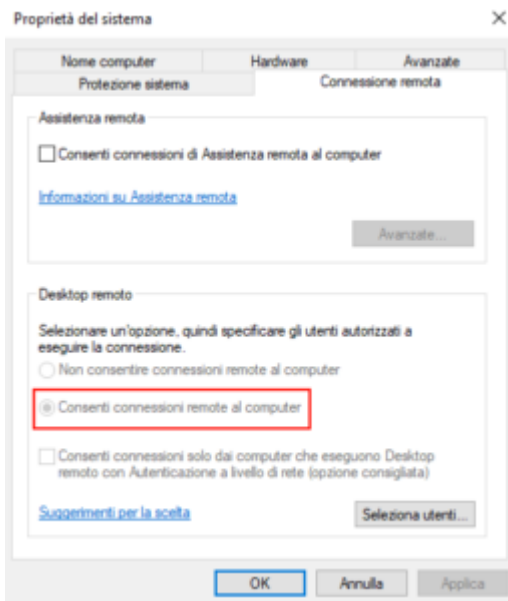 Proprietà del sistema
Nome computer
Hardware
Avanzate
Protezione sistema
Connessione remota
Assistenza remota
Consenti connessioni di Assistenza remota al computer
Informazioni su Assistenza remota
Avanzate...
Desktop remoto
Selezionare un'opzione, quindi specificare gli utenti autorizzati a
eseguire la connessione.
Non consentire connessioni remote al computer
Consenti connessioni remote al computer
Consenti connessioni solo dai computer che eseguono Desktop
remoto con Autenticazione a livello di rete (opzione consigliata)
Suggerimenti per la scelta
Seleziona utenti...
OK
Annulla
Applica